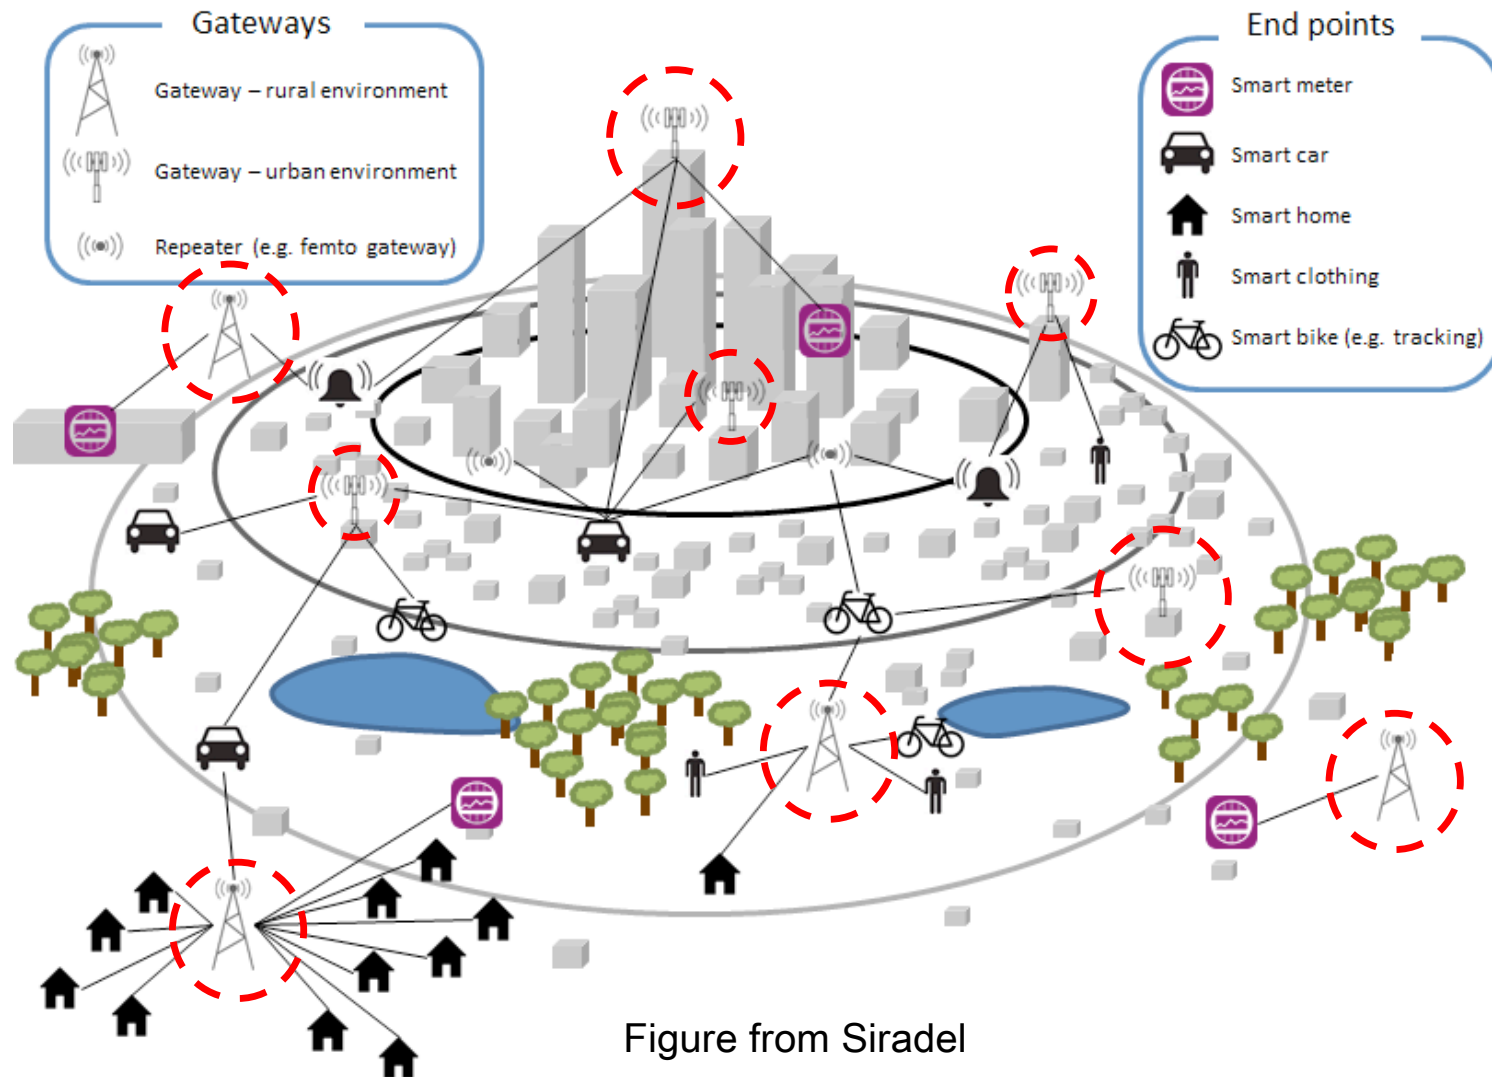 Gateways
Gateway – rural environment
Gateway – urban environment
Repeater (e.g. femto gateway)
End points
Smart meter
Smart car
Smart home
Smart clothing
Smart bike (e.g. tracking)
Figure from Siradel